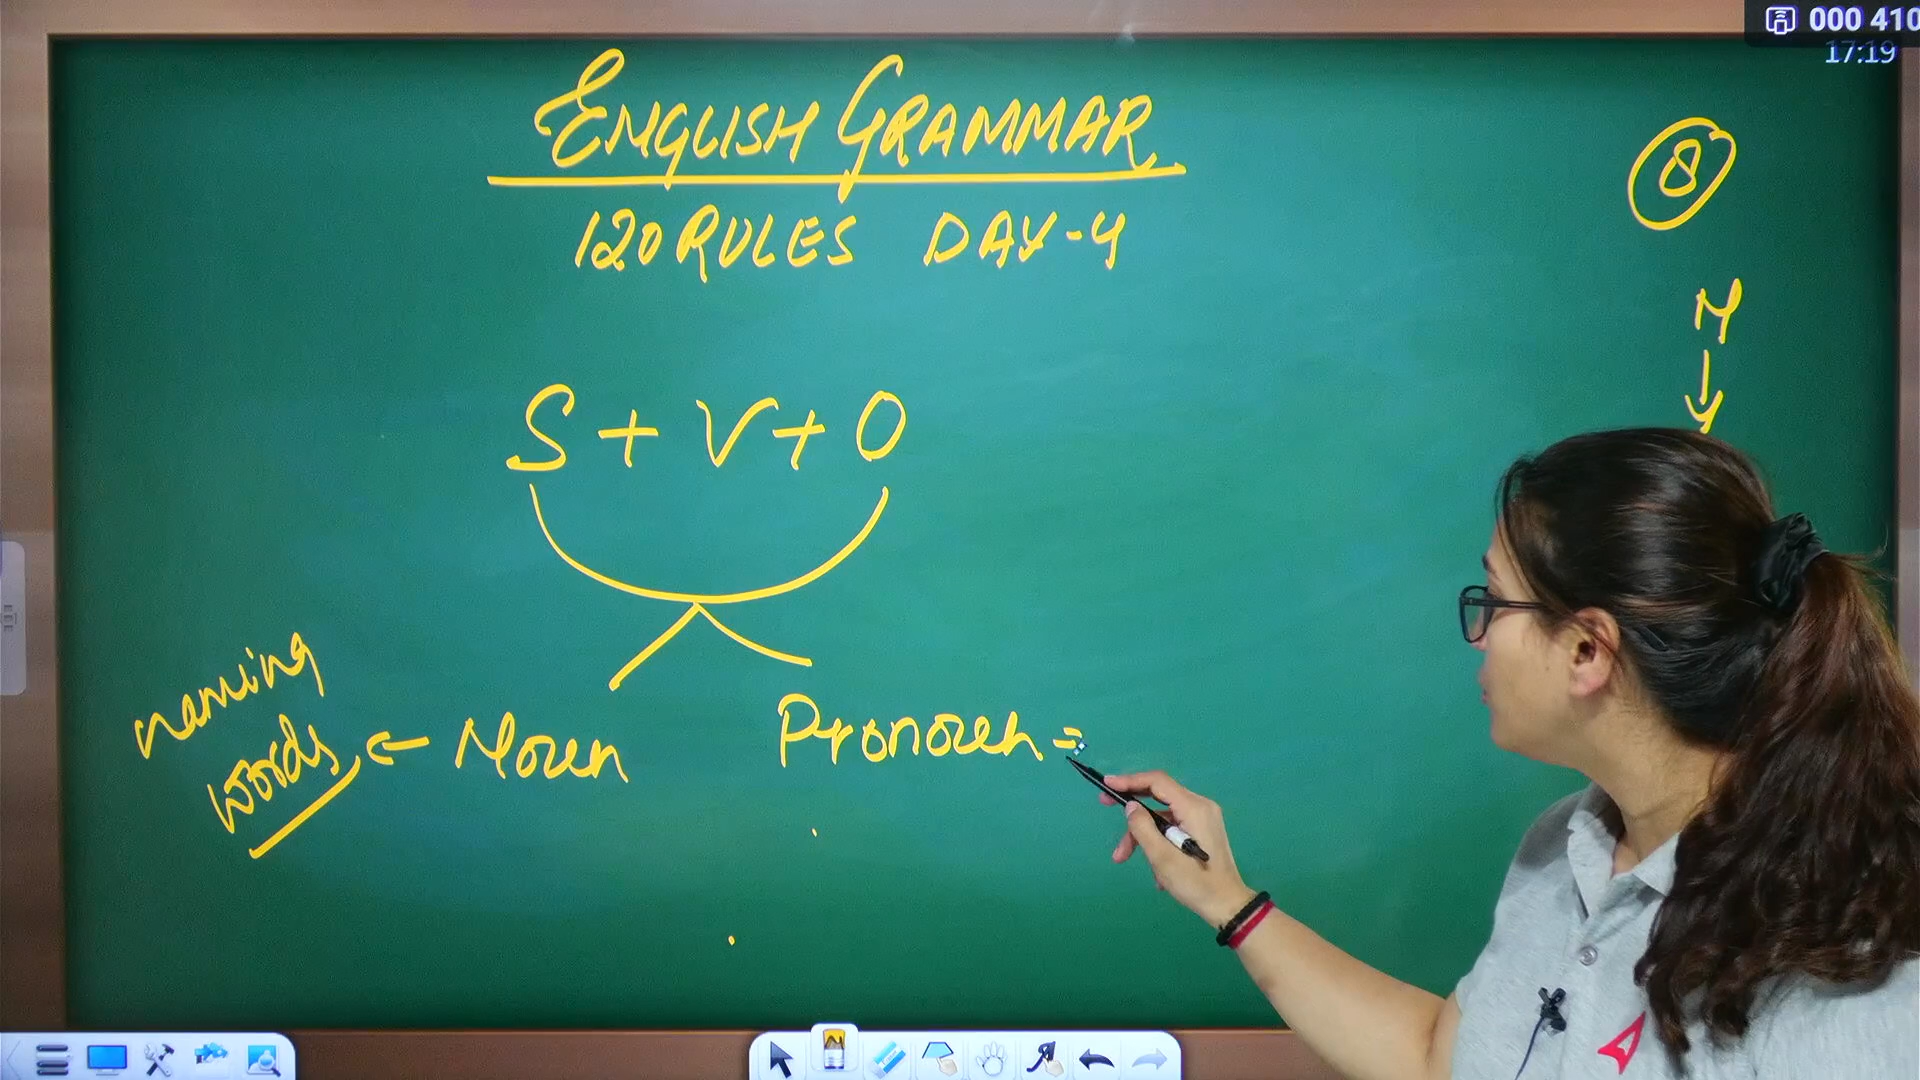 000 410
17:19
ENGLISH GRAMMAR
120 RULES DAY-4
8
N
S + V + O
naming
words ← Noun
Pronoun =